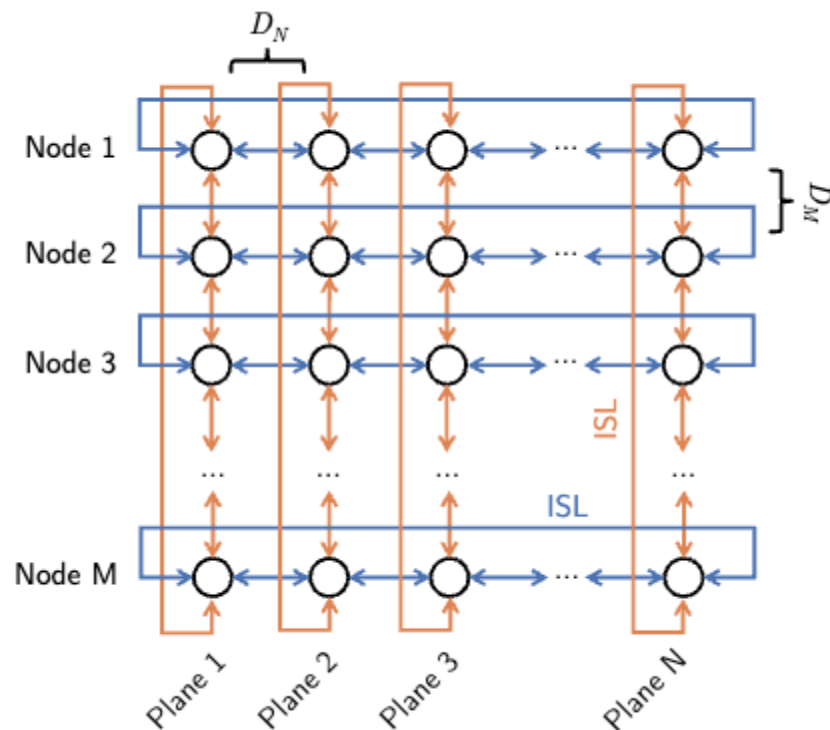 D_N
Node 1 ...
D_M
Node 2 ...
Node 3 ...
ISL
... ... ... ...
ISL
Node M ...
Plane 1 Plane 2 Plane 3 Plane N